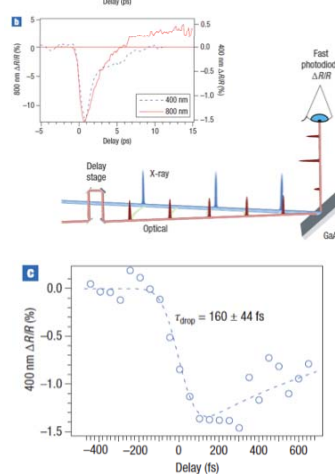 Delay (ps)
b
800 nm ΔR/R (%)
5
0
−5
−10
0.5
0.0
−0.5
−1.0
−1.5
400 nm ΔR/R (%)
400 nm
800 nm
−5
0
5
10
15
Delay (ps)
Fast
ΔR/R
Delay
stage
X-ray
Optical
c
400 nm ΔR/R (%)
0.0
−0.5
−1.0
−1.5
τdrop = 160 ± 44 fs
−400
−200
0
200
400
600
Delay (fs)